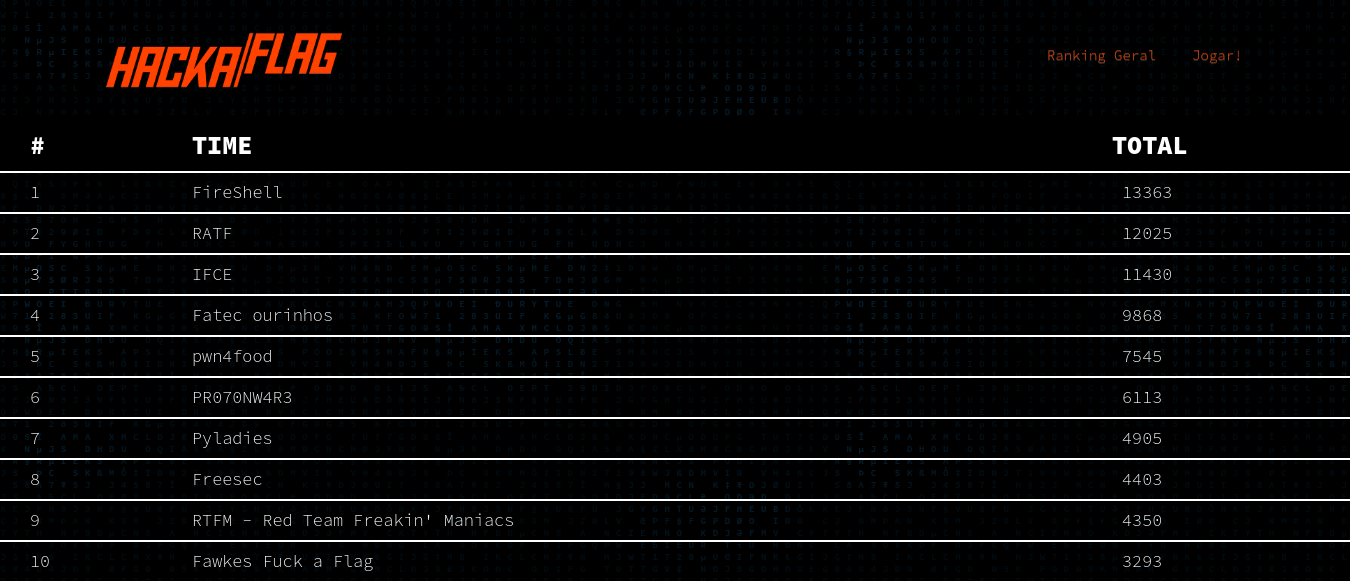 HACKA/FLAG
Ranking Geral Jogar!
# TIME TOTAL
1 FireShell 13363
2 RATF 12025
3 IFCE 11430
4 Fatec ourinhos 9868
5 pwn4food 7545
6 PR070NW4R3 6113
7 Pyladies 4905
8 Freesec 4403
9 RTFM - Red Team Freakin' Maniacs 4350
10 Fawkes Fuck a Flag 3293